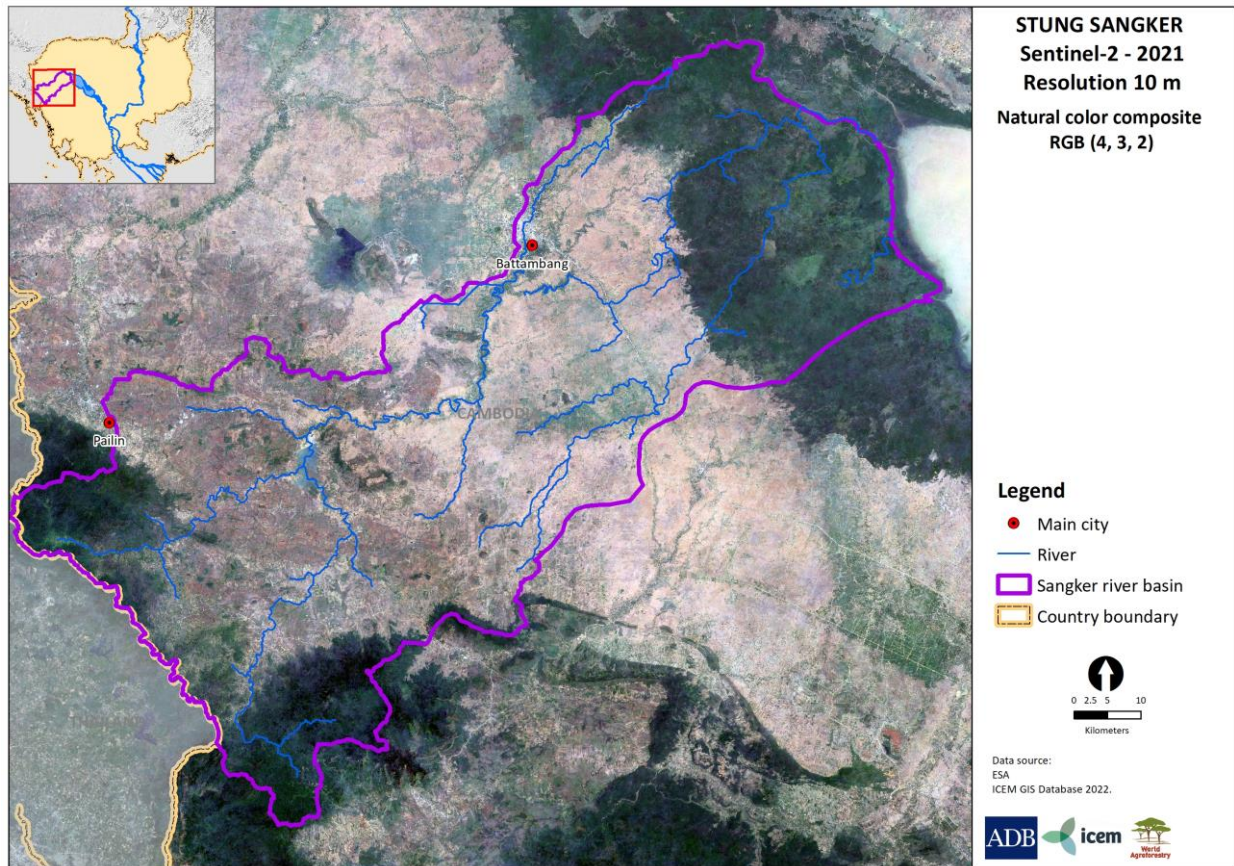 STUNG SANGKER
Sentinel-2 - 2021
Resolution 10 m
Natural color composite
RGB (4, 3, 2)
Battambang
CAMBODIA
Pailin
THAILAND
Legend
Main city
River
Sangker river basin
Country boundary
0 2.5 5 10
Kilometers
Data source:
ESA
ICEM GIS Database 2022.
ADB
icem
World
Agroforestry